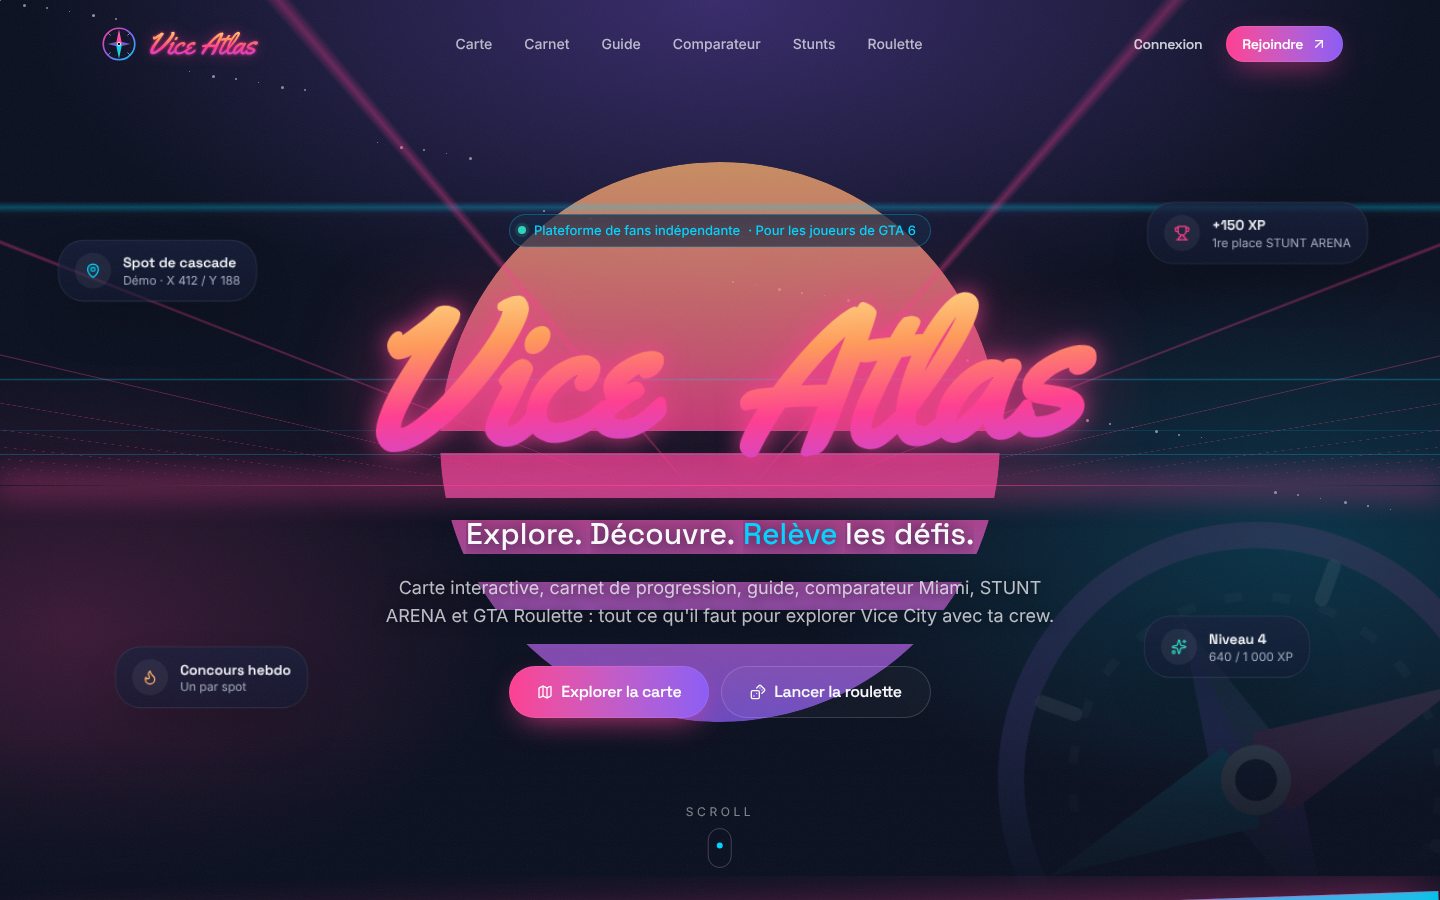 Vice Atlas
Carte
Carnet
Guide
Comparateur
Stunts
Roulette
Connexion
Rejoindre
Plateforme de fans indépendante · Pour les joueurs de GTA 6
+150 XP
1re place STUNT ARENA
Spot de cascade
Démo · X 412 / Y 188
Vice Atlas
Explore. Découvre. Relève les défis.
Carte interactive, carnet de progression, guide, comparateur Miami, STUNT
ARENA et GTA Roulette : tout ce qu'il faut pour explorer Vice City avec ta crew.
Niveau 4
640 / 1 000 XP
Concours hebdo
Un par spot
Explorer la carte
Lancer la roulette
SCROLL